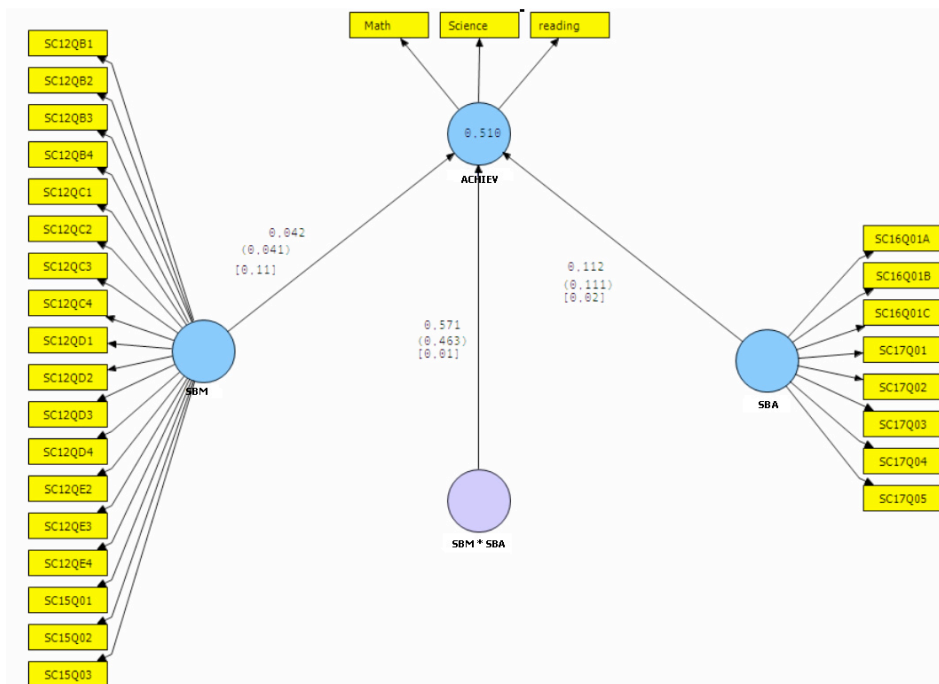 Math
Science
reading
SC12QB1
SC12QB2
SC12QB3
SC12QB4
SC12QC1
SC12QC2
SC12QC3
SC12QC4
SC12QD1
SC12QD2
SC12QD3
SC12QD4
SC12QE2
SC12QE3
SC12QE4
SC15Q01
SC15Q02
SC15Q03
0.510
ACHIEV
0.042
(0.041)
[0.11]
0.571
(0.463)
[0.01]
0.112
(0.111)
[0.02]
SBM
SBM * SBA
SBA
SC16Q01A
SC16Q01B
SC16Q01C
SC17Q01
SC17Q02
SC17Q03
SC17Q04
SC17Q05